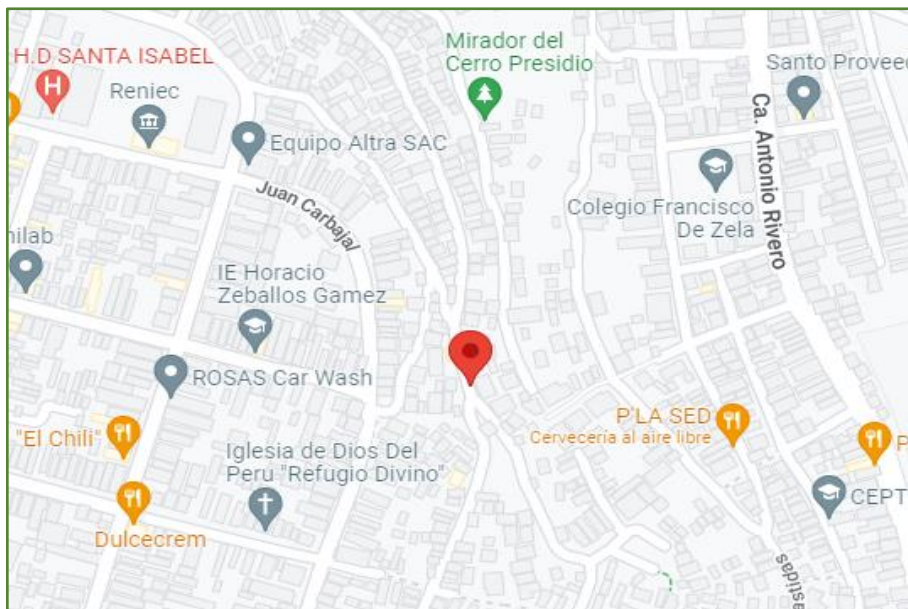 H.D SANTA ISABEL
Reniec
Equipo Altra SAC
Mirador del
Cerro Presidio
Santo Proveed
Ca. Antonio Rivero
Juan Carbajal
Colegio Francisco
De Zela
nilab
IE Horacio
Zeballos Gamez
ROSAS Car Wash
"El Chili"
P'LA SED
Cervecería al aire libre
P
Iglesia de Dios Del
Peru "Refugio Divino"
CEPT
Dulcecrem
astidas